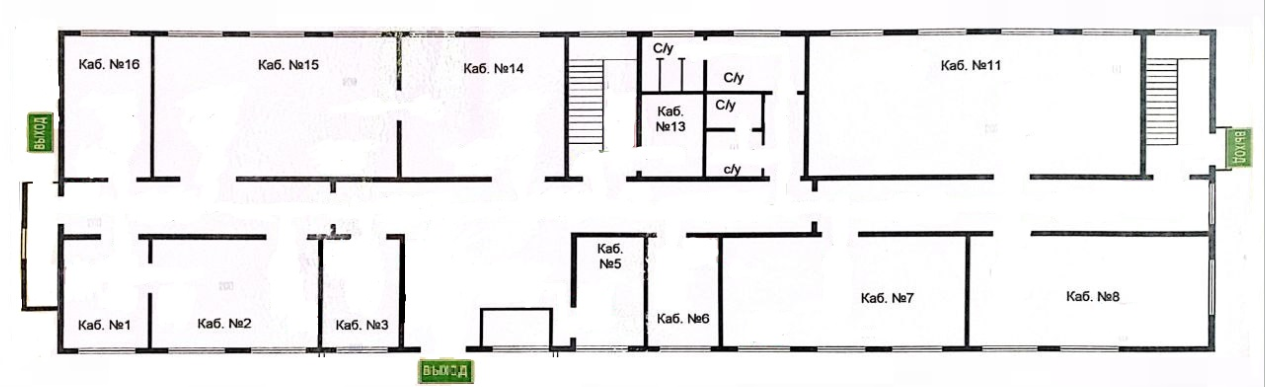 Каб. №16
Каб. №15
Каб. №14
С/у
С/у
Каб. №11
С/у
Каб.
№13
ВЫХОД
ВЫХОД
с/у
Каб.
№5
Каб. №1
Каб. №2
Каб. №3
Каб. №6
Каб. №7
Каб. №8
ВЫХОД